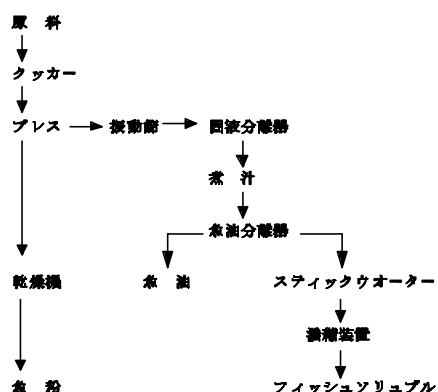 原　料
クッカー
プレス
振動篩
固液分離器
煮　汁
魚油分離器
乾燥機
魚　油
スティックウオーター
濃縮装置
魚　粉
フィッシュソリュブル